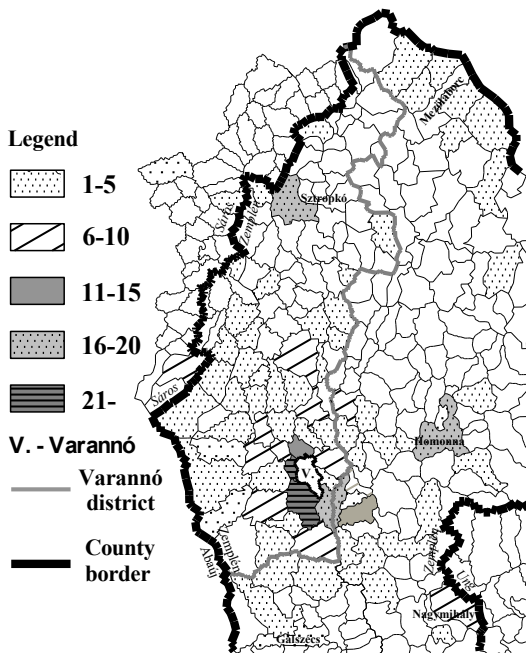 Legend
1-5
6-10
11-15
16-20
21-
V. - Varannó
Varannó
district
County
border
Mezőlaborc
Sztropkó
Sáros
Zemplén
Sáros
Homonna
V.
Abaúj
Zemplén
Zemplén
Ung
Nagymihály
Gálszécs